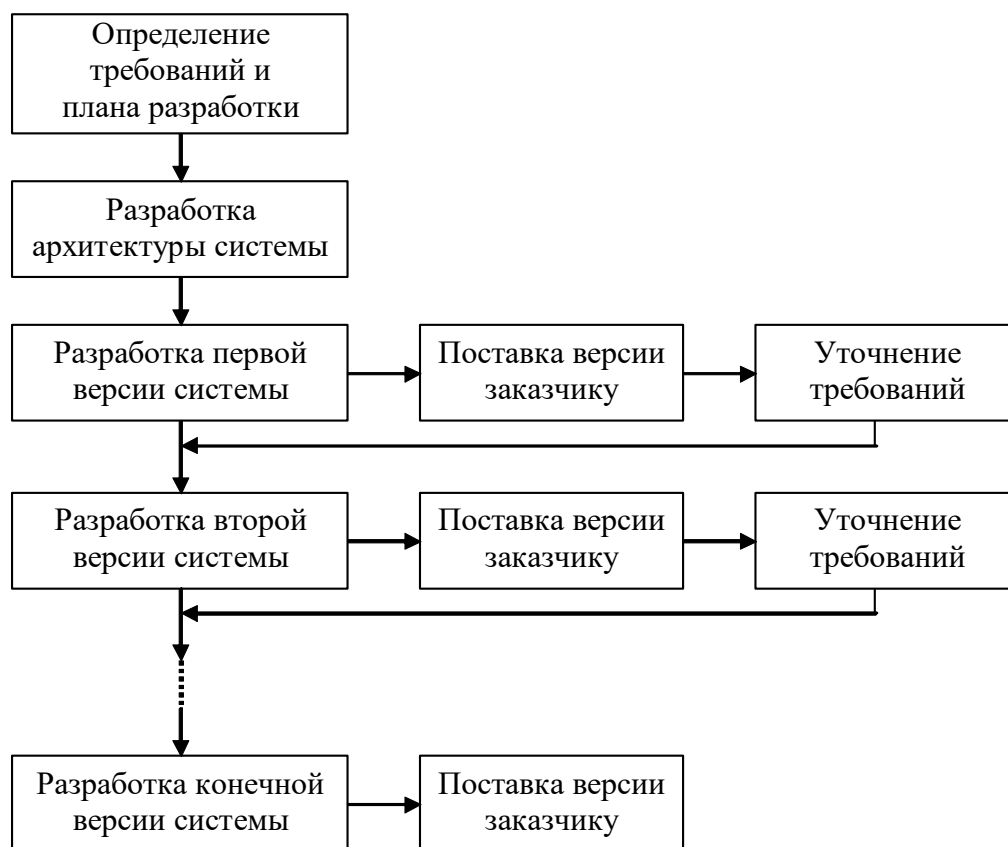 Определение
требований и
плана разработки
Разработка
архитектуры системы
Разработка первой
версии системы
Поставка версии
заказчику
Уточнение
требований
Разработка второй
версии системы
Поставка версии
заказчику
Уточнение
требований
Разработка конечной
версии системы
Поставка версии
заказчику